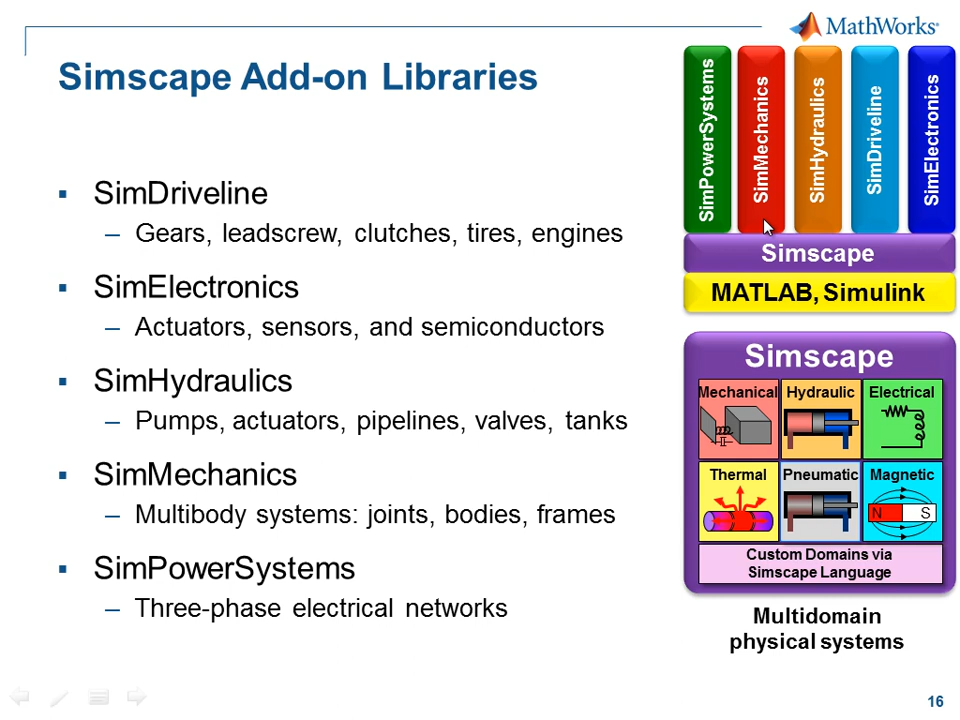 MathWorks®
Simscape Add-on Libraries
▪ SimDriveline
– Gears, leadscrew, clutches, tires, engines
▪ SimElectronics
– Actuators, sensors, and semiconductors
▪ SimHydraulics
– Pumps, actuators, pipelines, valves, tanks
▪ SimMechanics
– Multibody systems: joints, bodies, frames
▪ SimPowerSystems
– Three-phase electrical networks
SimPowerSystems
SimMechanics
SimHydraulics
SimDriveline
SimElectronics
Simscape
MATLAB, Simulink
Simscape
Mechanical
Hydraulic
Electrical
Thermal
Pneumatic
Magnetic
N
S
Custom Domains via
Simscape Language
Multidomain
physical systems
16